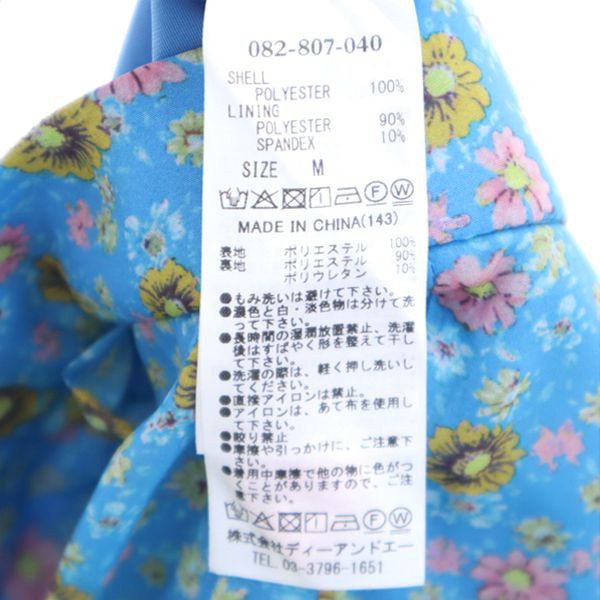 082-807-040
SHELL
POLYESTER 100%
LINING
POLYESTER 90%
SPANDEX 10%
SIZE M
MADE IN CHINA(143)
表地 ポリエステル 100%
裏地 ポリエステル 90%
ポリウレタン 10%
●もみ洗いは避けて下さい。
●濃色と白・淡色物は分けて洗
って下さい。
●長時間の湿潤放置禁止、洗濯
後はすばやく形を整えて干し
て下さい。
●洗濯の際は、軽く押し洗いし
てください。
●直接アイロンは禁止。
●アイロンは、あて布を使用し
て下さい。
●絞り禁止
●摩擦や引っかけに、ご注意下
さい。
●着用中摩擦で他の物に色がつ
くことがありますので、ご注
意下さい。
株式会社ディーアンドエー
TEL 03-3796-1651